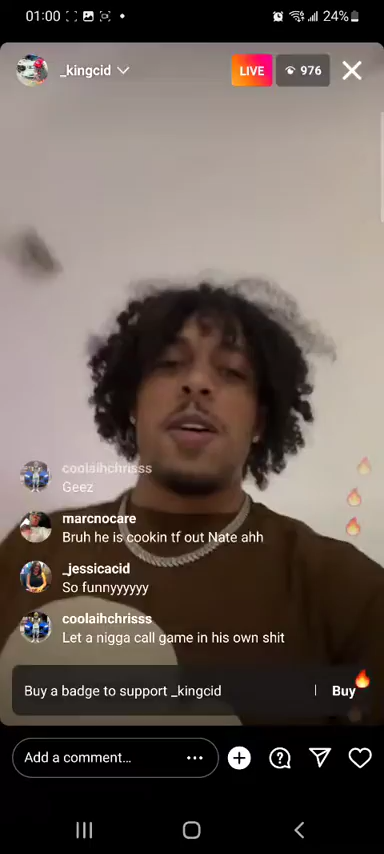 01:00 24%
_kingcid LIVE 976
coolaihchrisss
Geez
marcnocare
Bruh he is cookin tf out Nate ahh
_jessicacid
So funnyyyyyy
coolaihchrisss
Let a nigga call game in his own shit
Buy a badge to support _kingcid Buy
Add a comment...